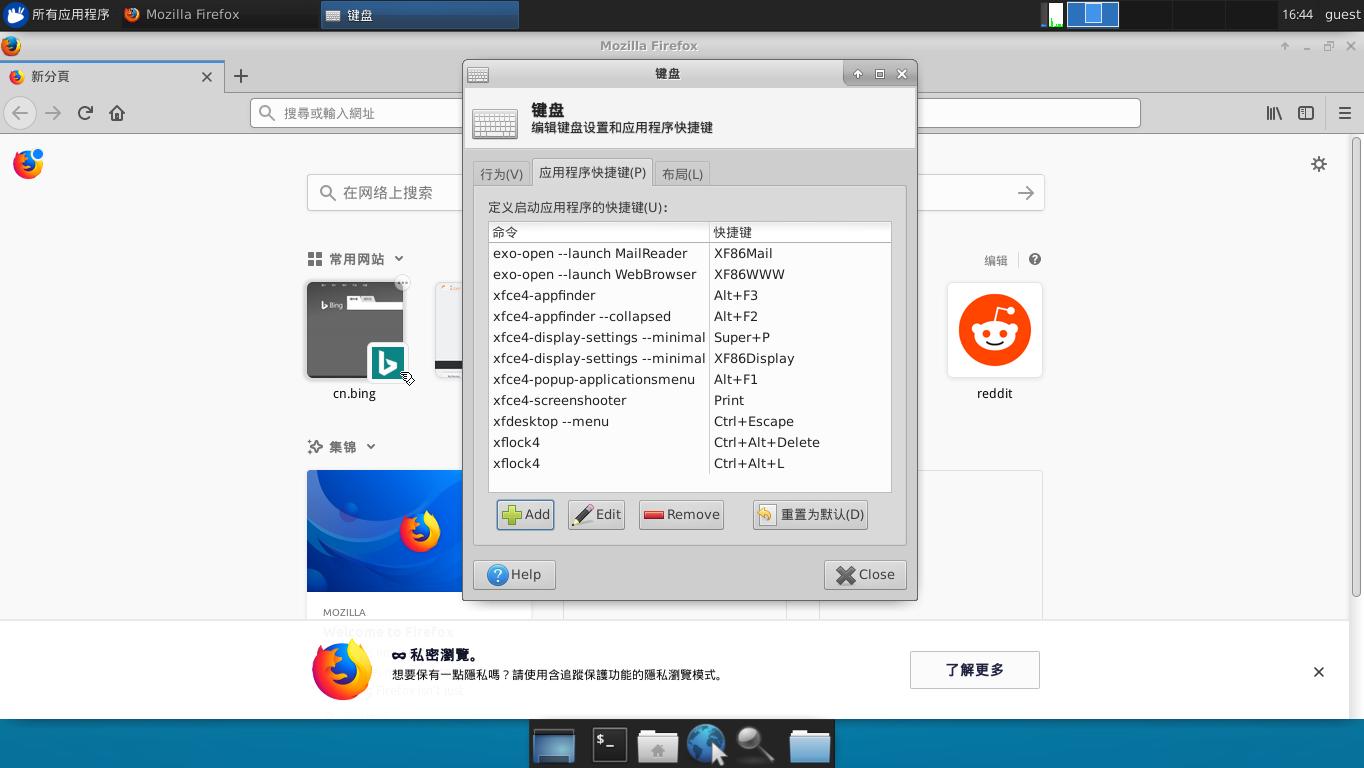 所有应用程序
Mozilla Firefox
键盘
16:44
guest
Mozilla Firefox
新分頁
搜尋或輸入網址
在网络上搜索
常用网站
编辑
Bing
cn.bing
reddit
集锦
MOZILLA
Welcome to Firefox
Firefox isn't just
键盘
键盘
编辑键盘设置和应用程序快捷键
行为(V)
应用程序快捷键(P)
布局(L)
定义启动应用程序的快捷键(U):
命令 快捷键
exo-open --launch MailReader XF86Mail
exo-open --launch WebBrowser XF86WWW
xfce4-appfinder Alt+F3
xfce4-appfinder --collapsed Alt+F2
xfce4-display-settings --minimal Super+P
xfce4-display-settings --minimal XF86Display
xfce4-popup-applicationsmenu Alt+F1
xfce4-screenshooter Print
xfdesktop --menu Ctrl+Escape
xflock4 Ctrl+Alt+Delete
xflock4 Ctrl+Alt+L
Add
Edit
Remove
重置为默认(D)
Help
Close
私密瀏覽。
想要保有一點隱私嗎？請使用含追蹤保護功能的隱私瀏覽模式。
了解更多